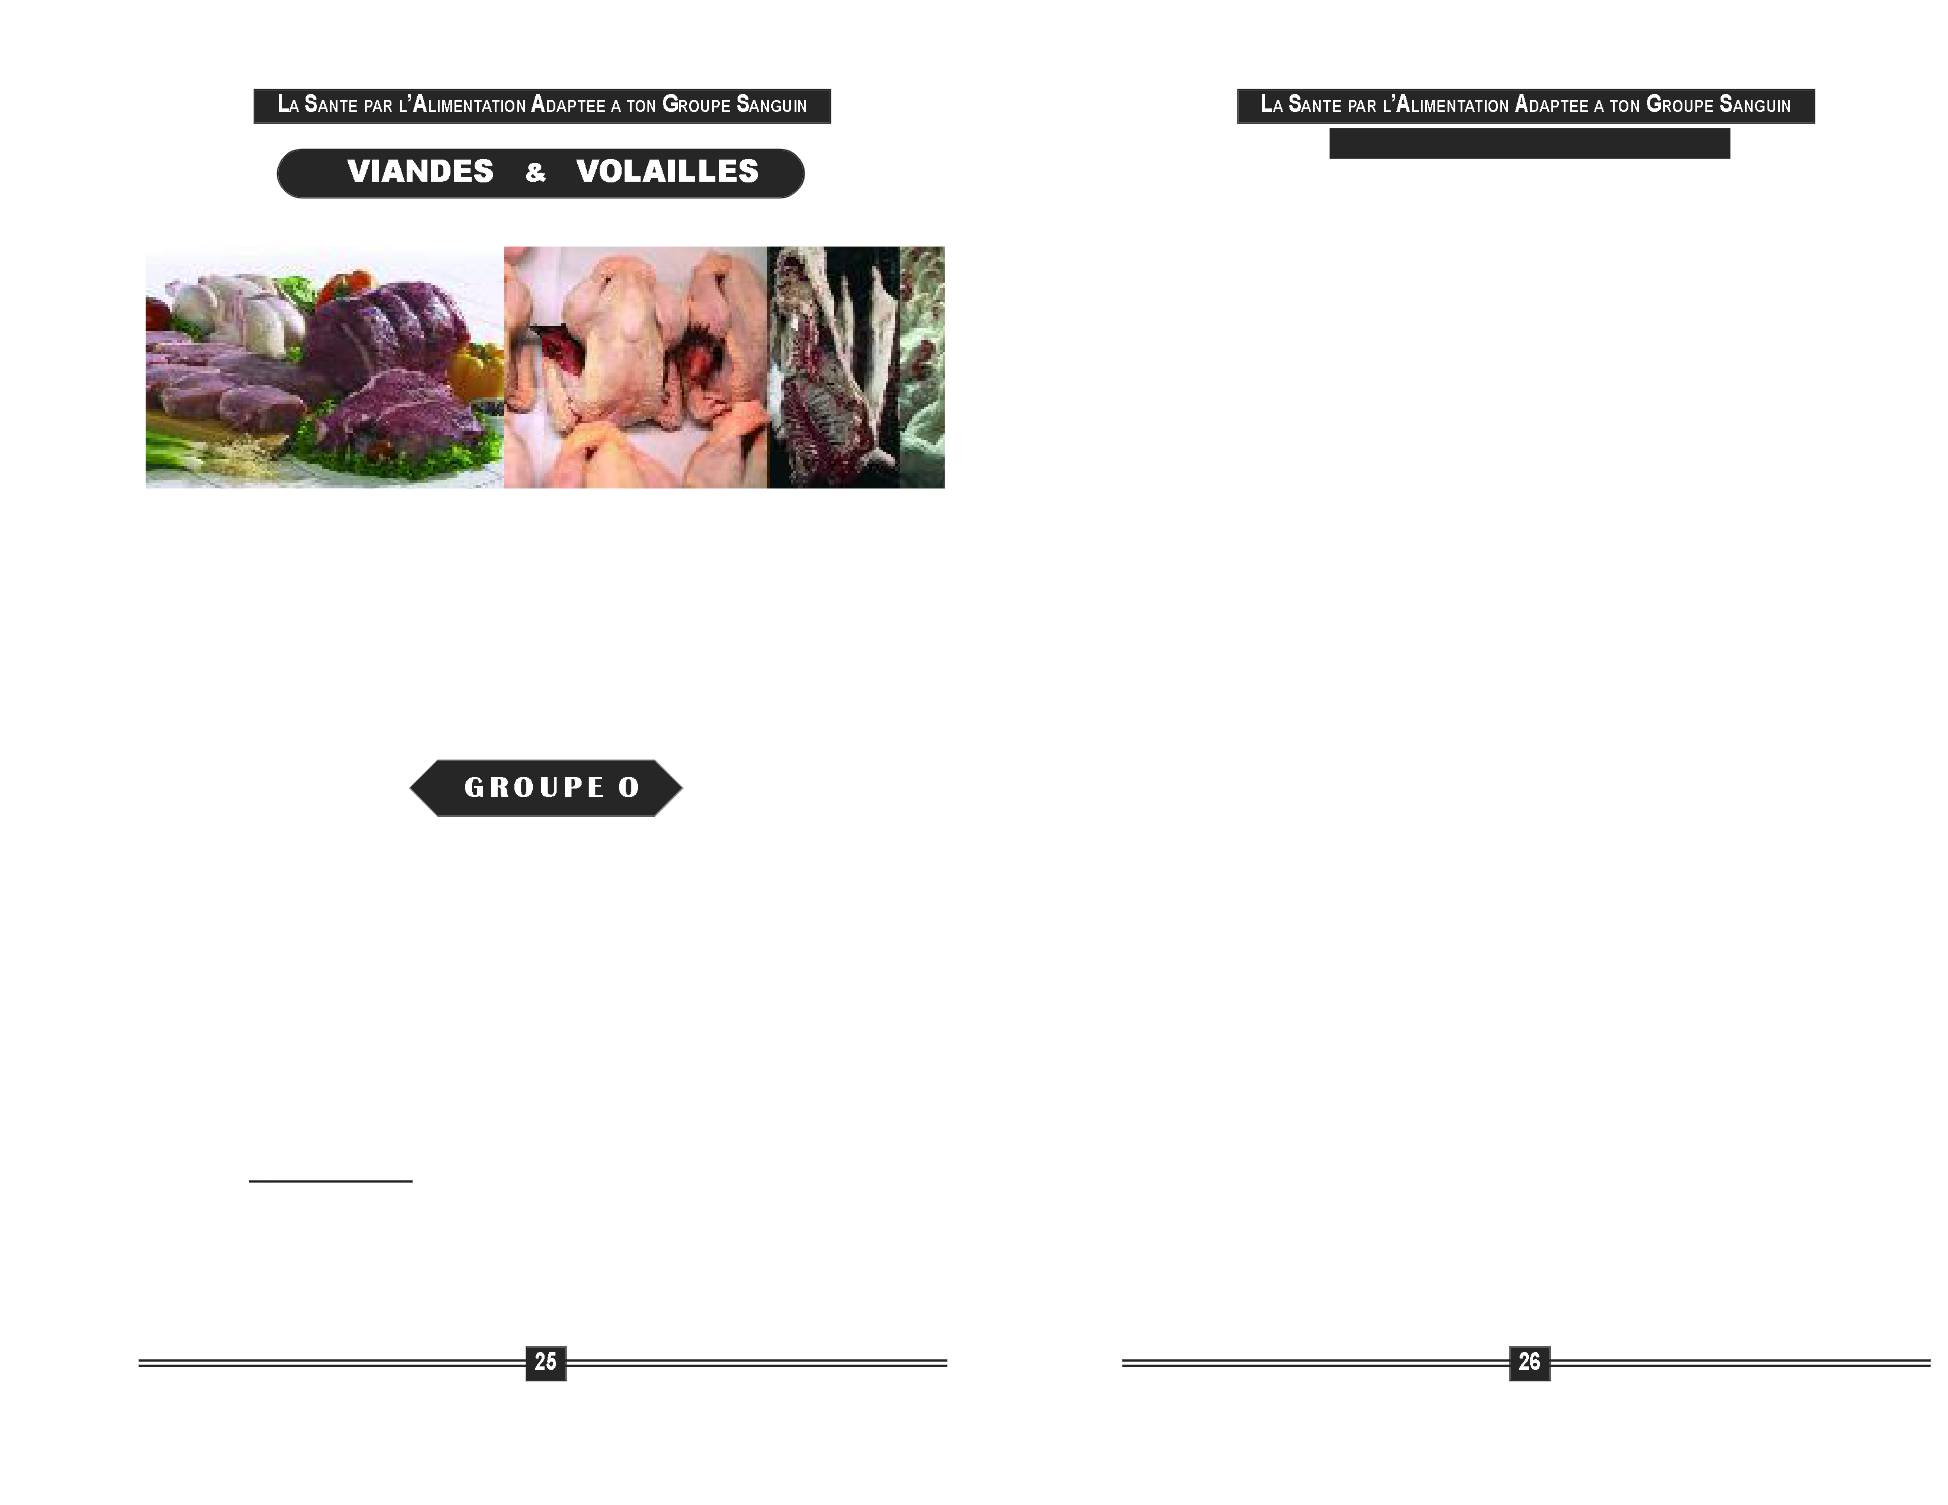 LA SANTE PAR L'ALIMENTATION ADAPTEE A TON GROUPE SANGUIN
VIANDES & VOLAILLES
GROUPE O
25
LA SANTE PAR L'ALIMENTATION ADAPTEE A TON GROUPE SANGUIN
26